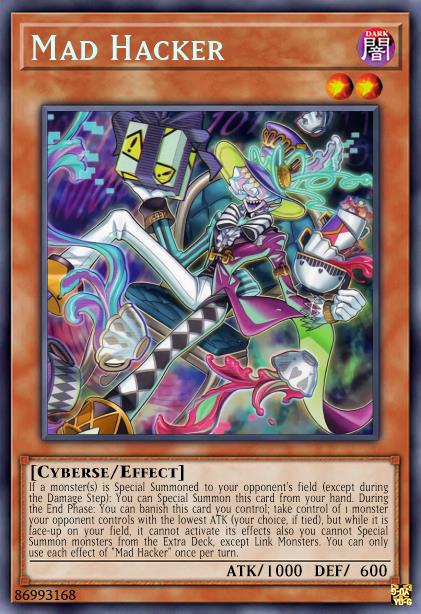 MAD HACKER
DARK
闇
[CYBERSE/EFFECT]
If a monster(s) is Special Summoned to your opponent's field (except during
the Damage Step): You can Special Summon this card from your hand. During
the End Phase: You can banish this card you control; take control of 1 monster
your opponent controls with the lowest ATK (your choice, if tied), but while it is
face-up on your field, it cannot activate its effects also you cannot Special
Summon monsters from the Extra Deck, except Link Monsters. You can only
use each effect of "Mad Hacker" once per turn.
ATK/1000 DEF/ 600
86993168